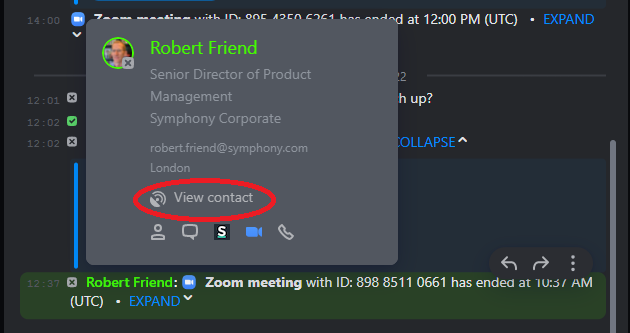 14:00 Zoom meeting with ID: 895 4350 6261 has ended at 12:00 PM (UTC) • EXPAND
Robert Friend
Senior Director of Product
Management
Symphony Corporate
22
12:01 h up?
12:02
12:02 COLLAPSE
robert.friend@symphony.com
London
View contact
S
12:37 Robert Friend: Zoom meeting with ID: 898 8511 0661 has ended at 10:37 AM
(UTC) • EXPAND